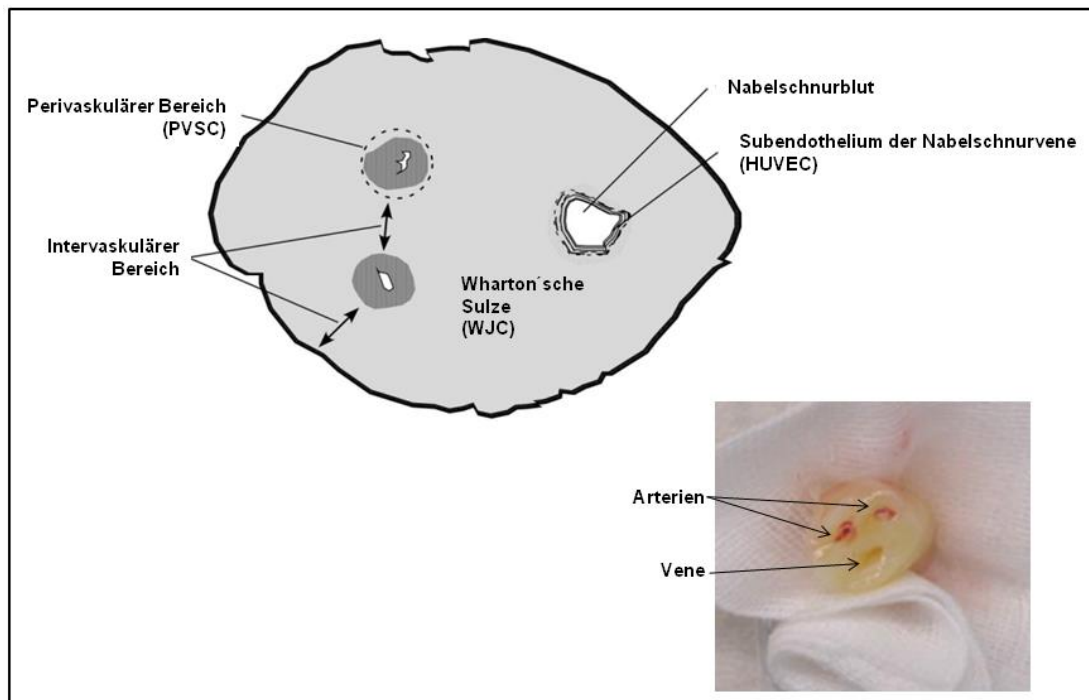 Perivaskulärer Bereich
(PVSC)
Nabelschnurblut
Subendothelium der Nabelschnurvene
(HUVEC)
Intervaskulärer
Bereich
Wharton´sche
Sulze
(WJC)
Arterien
Vene